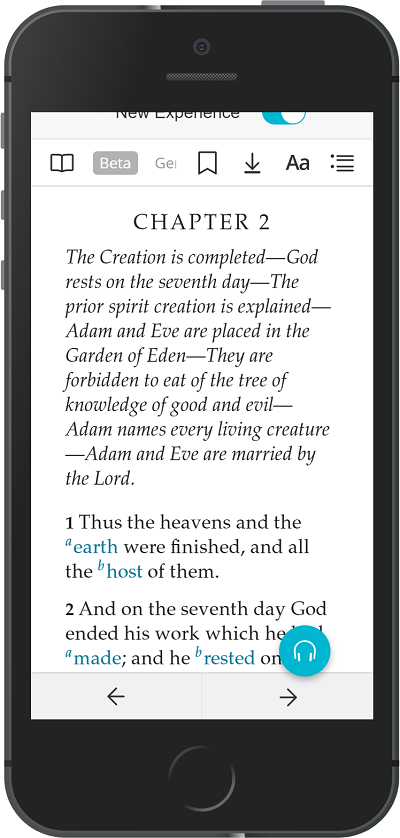 New Experience
Beta Ge
Aa
CHAPTER 2
The Creation is completed—God
rests on the seventh day—The
prior spirit creation is explained—
Adam and Eve are placed in the
Garden of Eden—They are
forbidden to eat of the tree of
knowledge of good and evil—
Adam names every living creature
—Adam and Eve are married by
the Lord.
1 Thus the heavens and the
a earth were finished, and all
the b host of them.
2 And on the seventh day God
ended his work which he
a made; and he b rested on